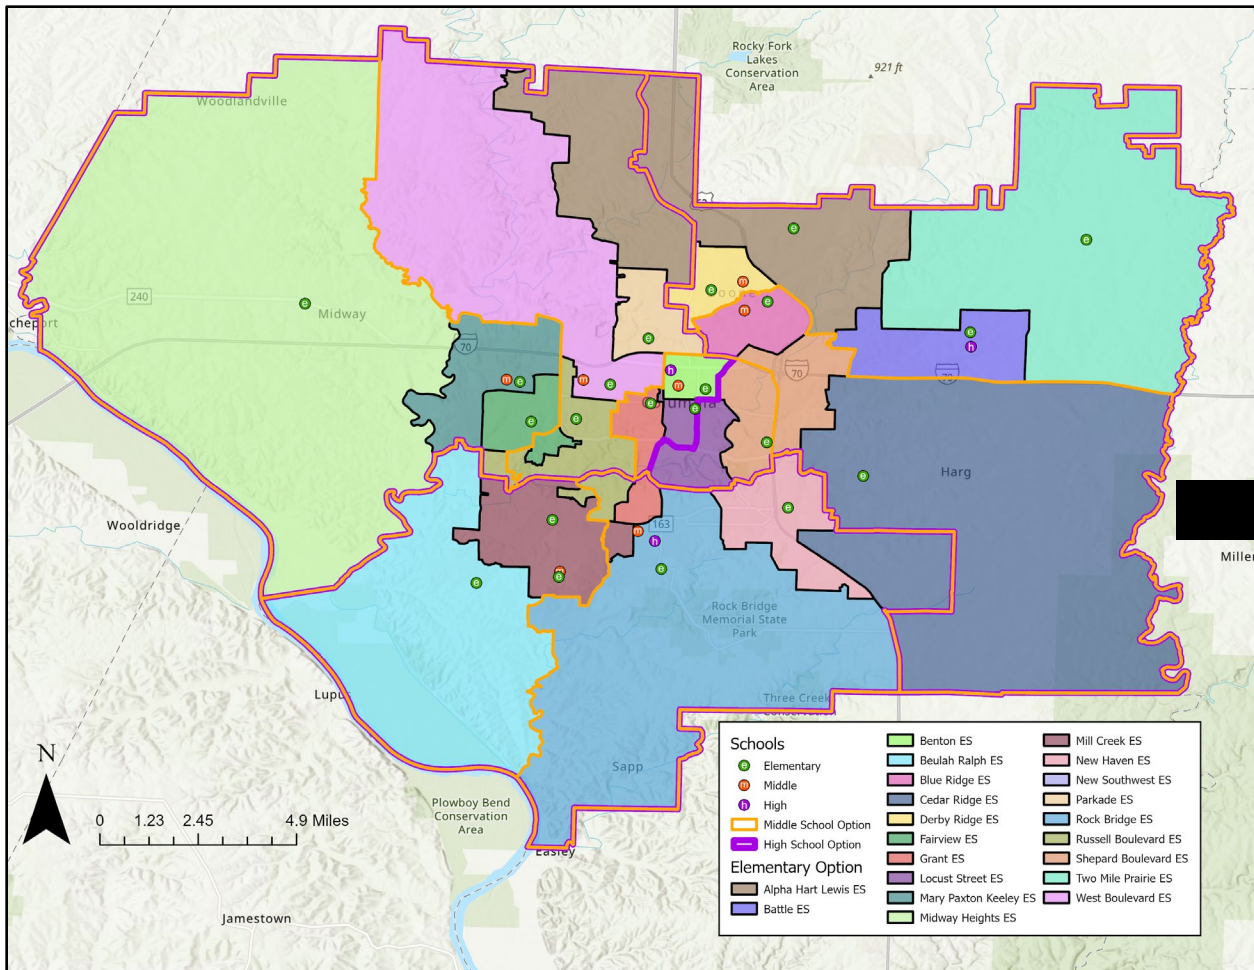 Rocky Fork
Lakes
Conservation
Area
921 ft
Woodlandville
240
Midway
cheport
70
70
70
Harg
Wooldridge
163
Miller
Rock Bridge
Memorial State
Park
Lupus
Three Creek
Sapp
Plowboy Bend
Conservation
Area
Easley
Jamestown
N
0 1.23 2.45 4.9 Miles
Schools
e Elementary
m Middle
h High
Middle School Option
High School Option
Elementary Option
Alpha Hart Lewis ES
Battle ES
Benton ES
Beulah Ralph ES
Blue Ridge ES
Cedar Ridge ES
Derby Ridge ES
Fairview ES
Grant ES
Locust Street ES
Mary Paxton Keeley ES
Midway Heights ES
Mill Creek ES
New Haven ES
New Southwest ES
Parkade ES
Rock Bridge ES
Russell Boulevard ES
Shepard Boulevard ES
Two Mile Prairie ES
West Boulevard ES